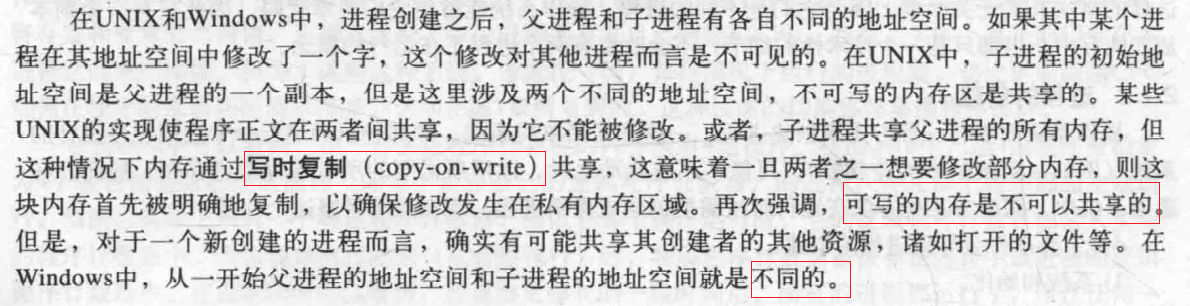 在UNIX和Windows中，进程创建之后，父进程和子进程有各自不同的地址空间。如果其中某个进
程在其地址空间中修改了一个字，这个修改对其他进程而言是不可见的。在UNIX中，子进程的初始地
址空间是父进程的一个副本，但是这里涉及两个不同的地址空间，不可写的内存区是共享的。某些
UNIX的实现使程序正文在两者间共享，因为它不能被修改。或者，子进程共享父进程的所有内存，但
这种情况下内存通过写时复制（copy-on-write）共享，这意味着一旦两者之一想要修改部分内存，则这
块内存首先被明确地复制，以确保修改发生在私有内存区域。再次强调，可写的内存是不可以共享的。
但是，对于一个新创建的进程而言，确实有可能共享其创建者的其他资源，诸如打开的文件等。在
Windows中，从一开始父进程的地址空间和子进程的地址空间就是不同的。